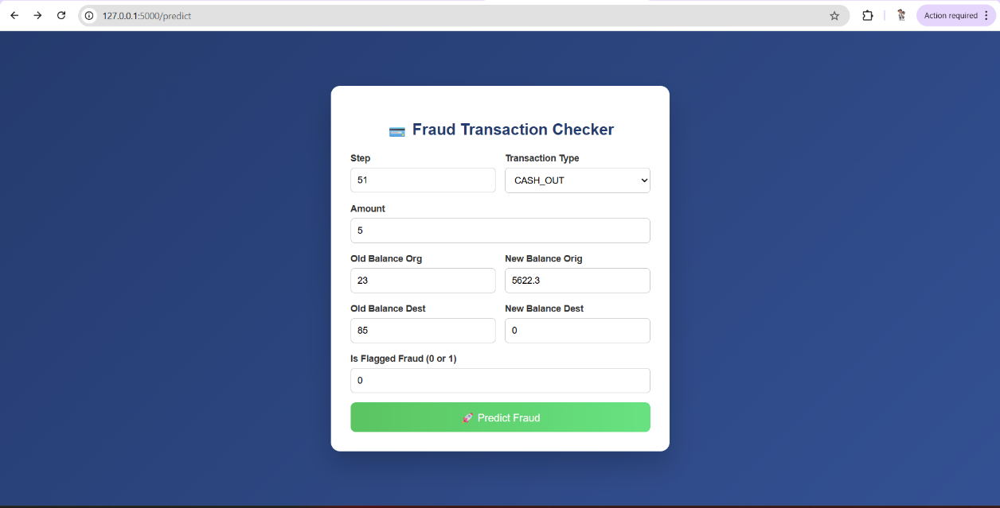 127.0.0.1:5000/predict
Action required
Fraud Transaction Checker
Step
Transaction Type
51
CASH_OUT
Amount
5
Old Balance Org
New Balance Orig
23
5622.3
Old Balance Dest
New Balance Dest
85
0
Is Flagged Fraud (0 or 1)
0
Predict Fraud